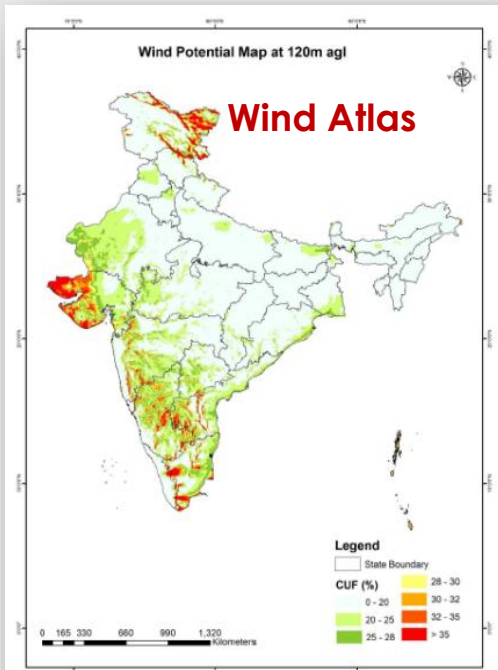 Wind Potential Map at 120m agl
Wind Atlas
Legend
State Boundary
CUF (%)
0 - 20
20 - 25
25 - 28
28 - 30
30 - 32
32 - 35
> 35
0 165 330 660 990 1,320
Kilometers